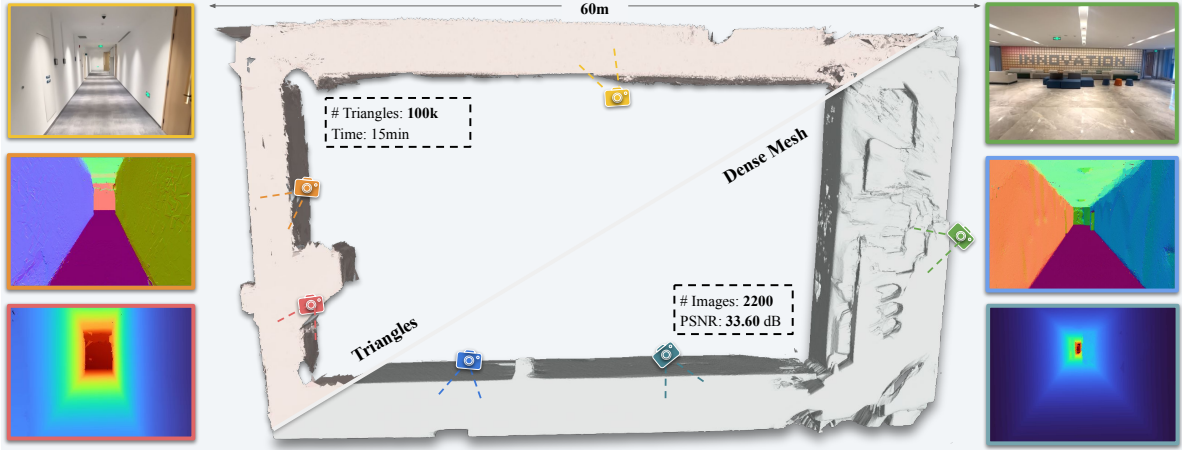 60m
INNOVATION
# Triangles: 100k
Time: 15min
Dense Mesh
# Images: 2200
PSNR: 33.60 dB
Triangles